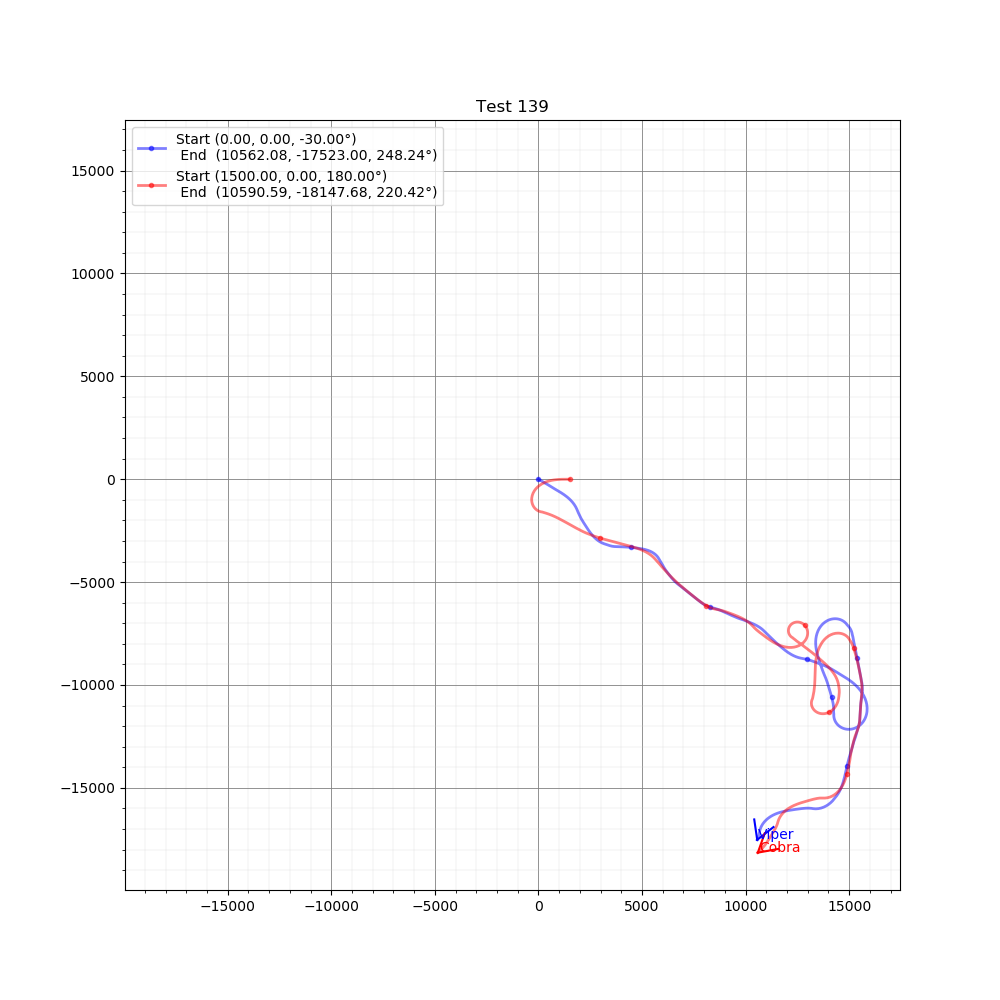 Test 139
Start (0.00, 0.00, -30.00°)
End  (10562.08, -17523.00, 248.24°)
Start (1500.00, 0.00, 180.00°)
End  (10590.59, -18147.68, 220.42°)
15000
10000
5000
0
−5000
−10000
−15000
Viper
Cobra
−15000 −10000 −5000 0 5000 10000 15000